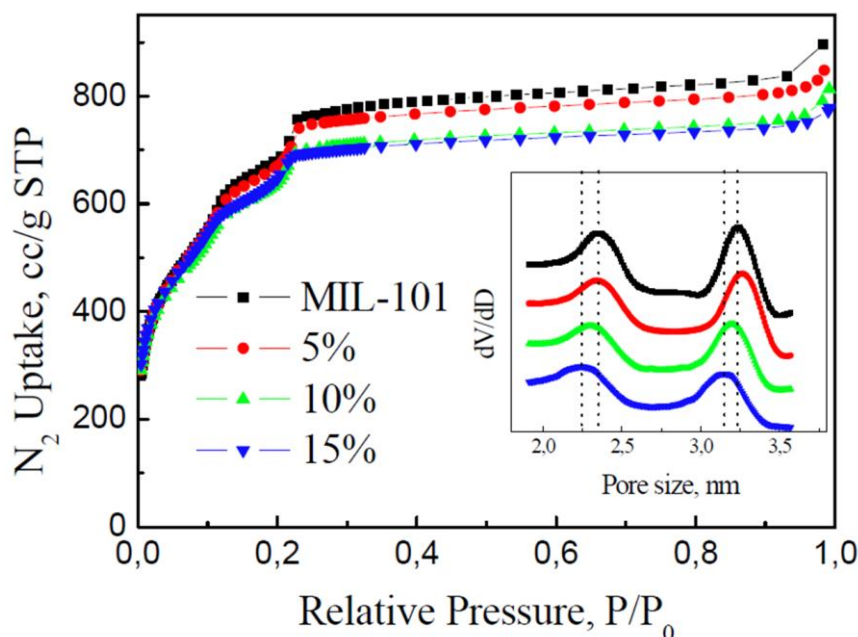 N2 Uptake, cc/g STP
800
600
400
200
0
0,0 0,2 0,4 0,6 0,8 1,0
Relative Pressure, P/P0
MIL-101
5%
10%
15%
dV/dD
2,0 2,5 3,0 3,5
Pore size, nm